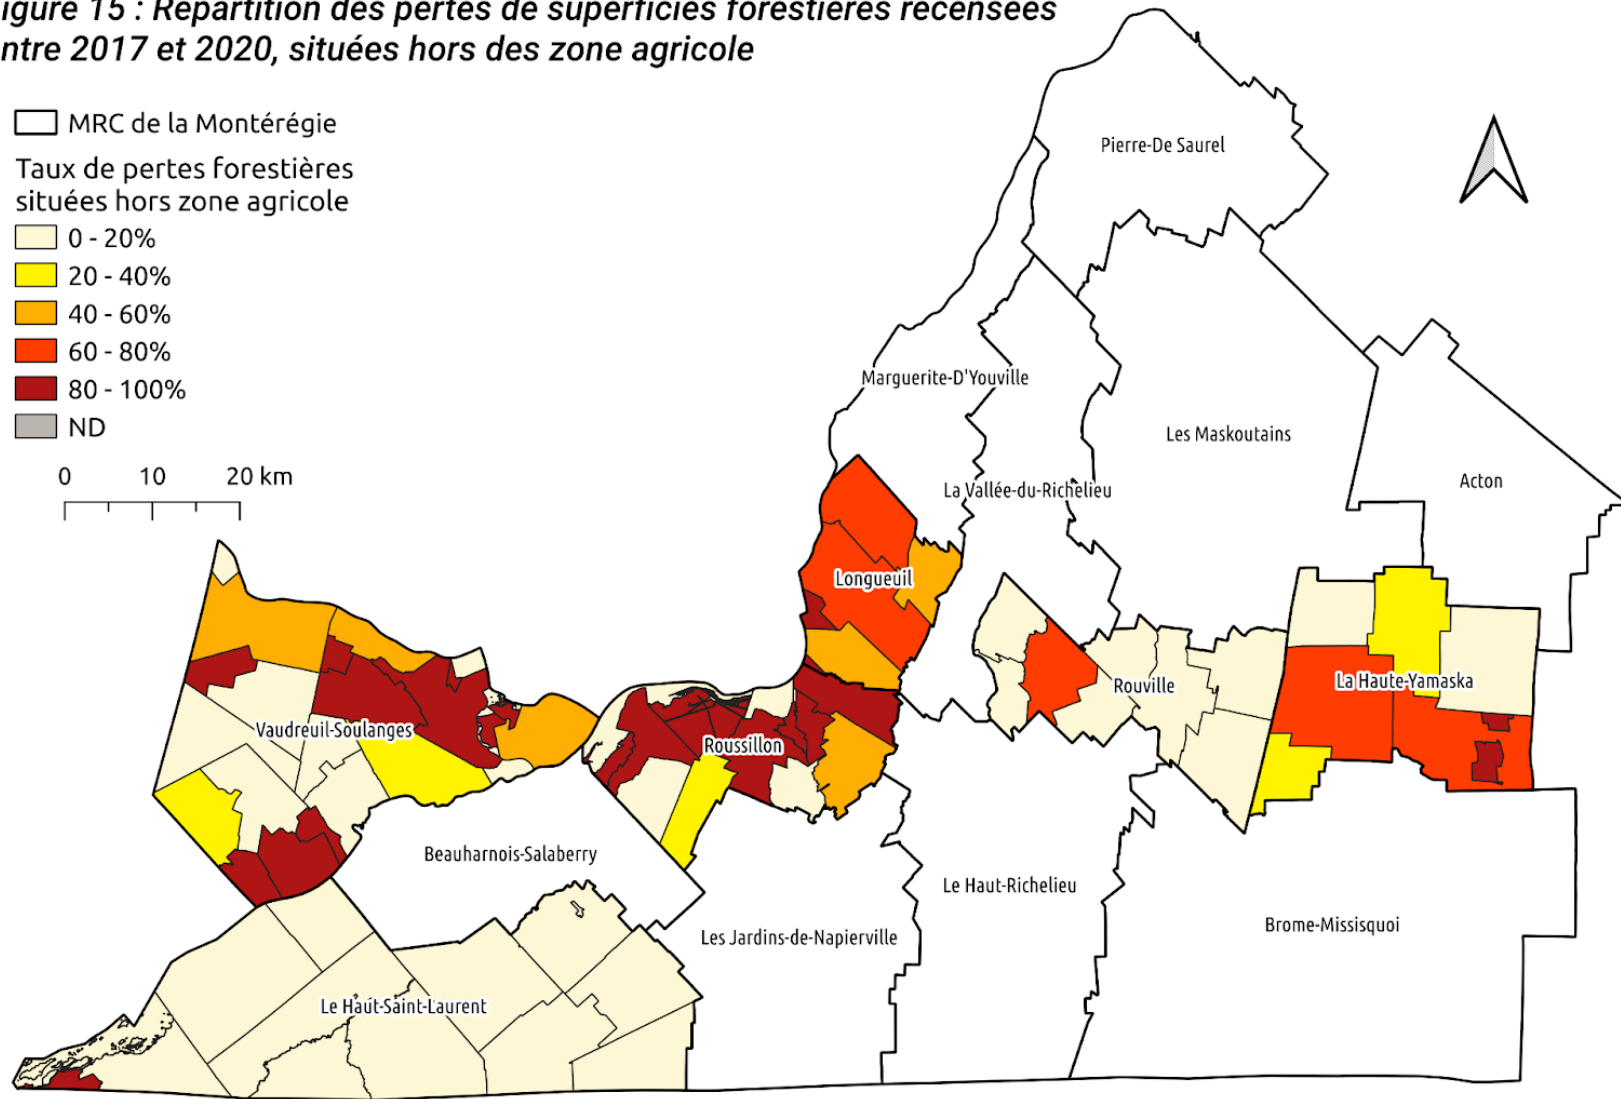 igure 15 : Répartition des pertes de superficies forestières recensées
ntre 2017 et 2020, situées hors des zone agricole
MRC de la Montérégie
Taux de pertes forestières
situées hors zone agricole
0 - 20%
20 - 40%
40 - 60%
60 - 80%
80 - 100%
ND
0 10 20 km
Pierre-De Saurel
Marguerite-D'Youville
Les Maskoutains
Acton
La Vallée-du-Richelieu
Longueuil
La Haute-Yamaska
Rouville
Vaudreuil-Soulanges
Roussillon
Beauharnois-Salaberry
Le Haut-Richelieu
Brome-Missisquoi
Les Jardins-de-Napierville
Le Haut-Saint-Laurent